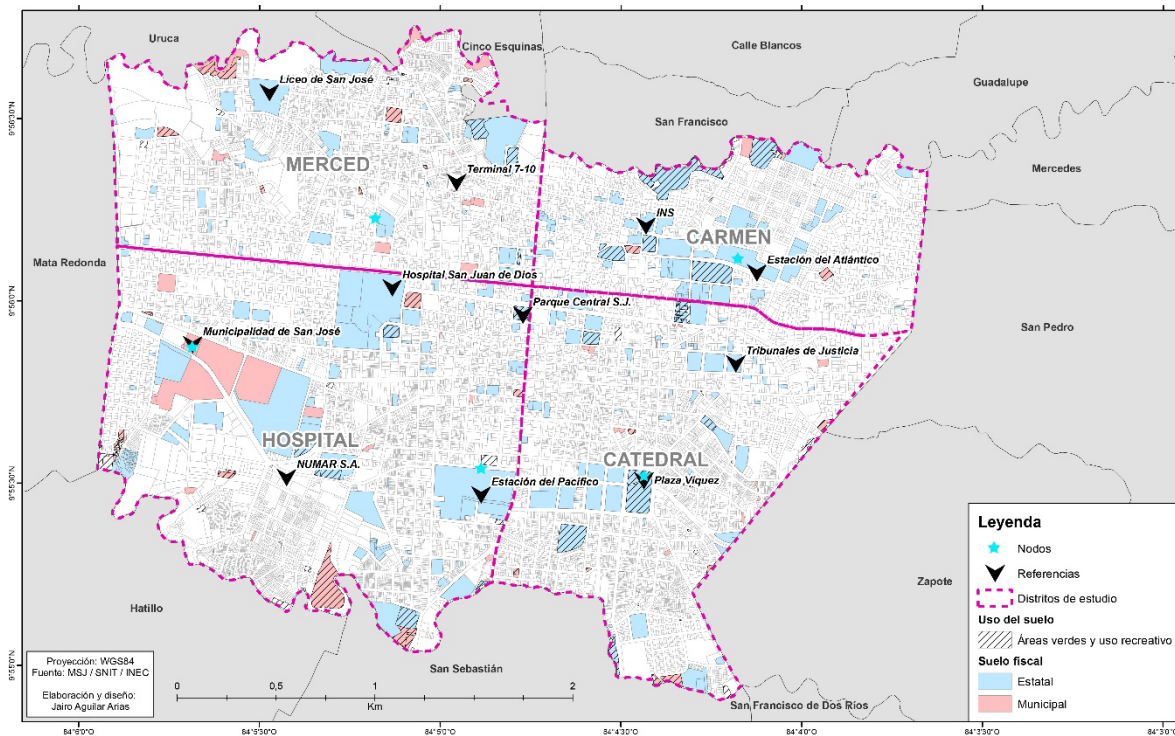 Uruca
Cinco Esquinas
Calle Blancos
Guadalupe
Liceo de San José
San Francisco
9°56'30"N
MERCED
Terminal 7-10
Mercedes
INS
CARMEN
Mata Redonda
Estación del Atlántico
Hospital San Juan de Dios
9°56'0"N
Parque Central S.J.
San Pedro
Municipalidad de San José
Tribunales de Justicia
HOSPITAL
CATEDRAL
NUMAR S.A.
Estación del Pacífico
Plaza Víquez
9°55'30"N
Leyenda
Nodos
Referencias
Distritos de estudio
Uso del suelo
Áreas verdes y uso recreativo
Suelo fiscal
Estatal
Municipal
Zapote
Hatillo
San Sebastián
San Francisco de Dos Ríos
9°55'0"N
Proyección: WGS84
Fuente: MSJ / SNIT / INEC
Elaboración y diseño:
Jairo Aguilar Arias
0 0,5 1 2
Km
84°6'0"N 84°5'30"N 84°5'0"N 84°4'30"N 84°4'0"N 84°3'30"N 84°3'0"N